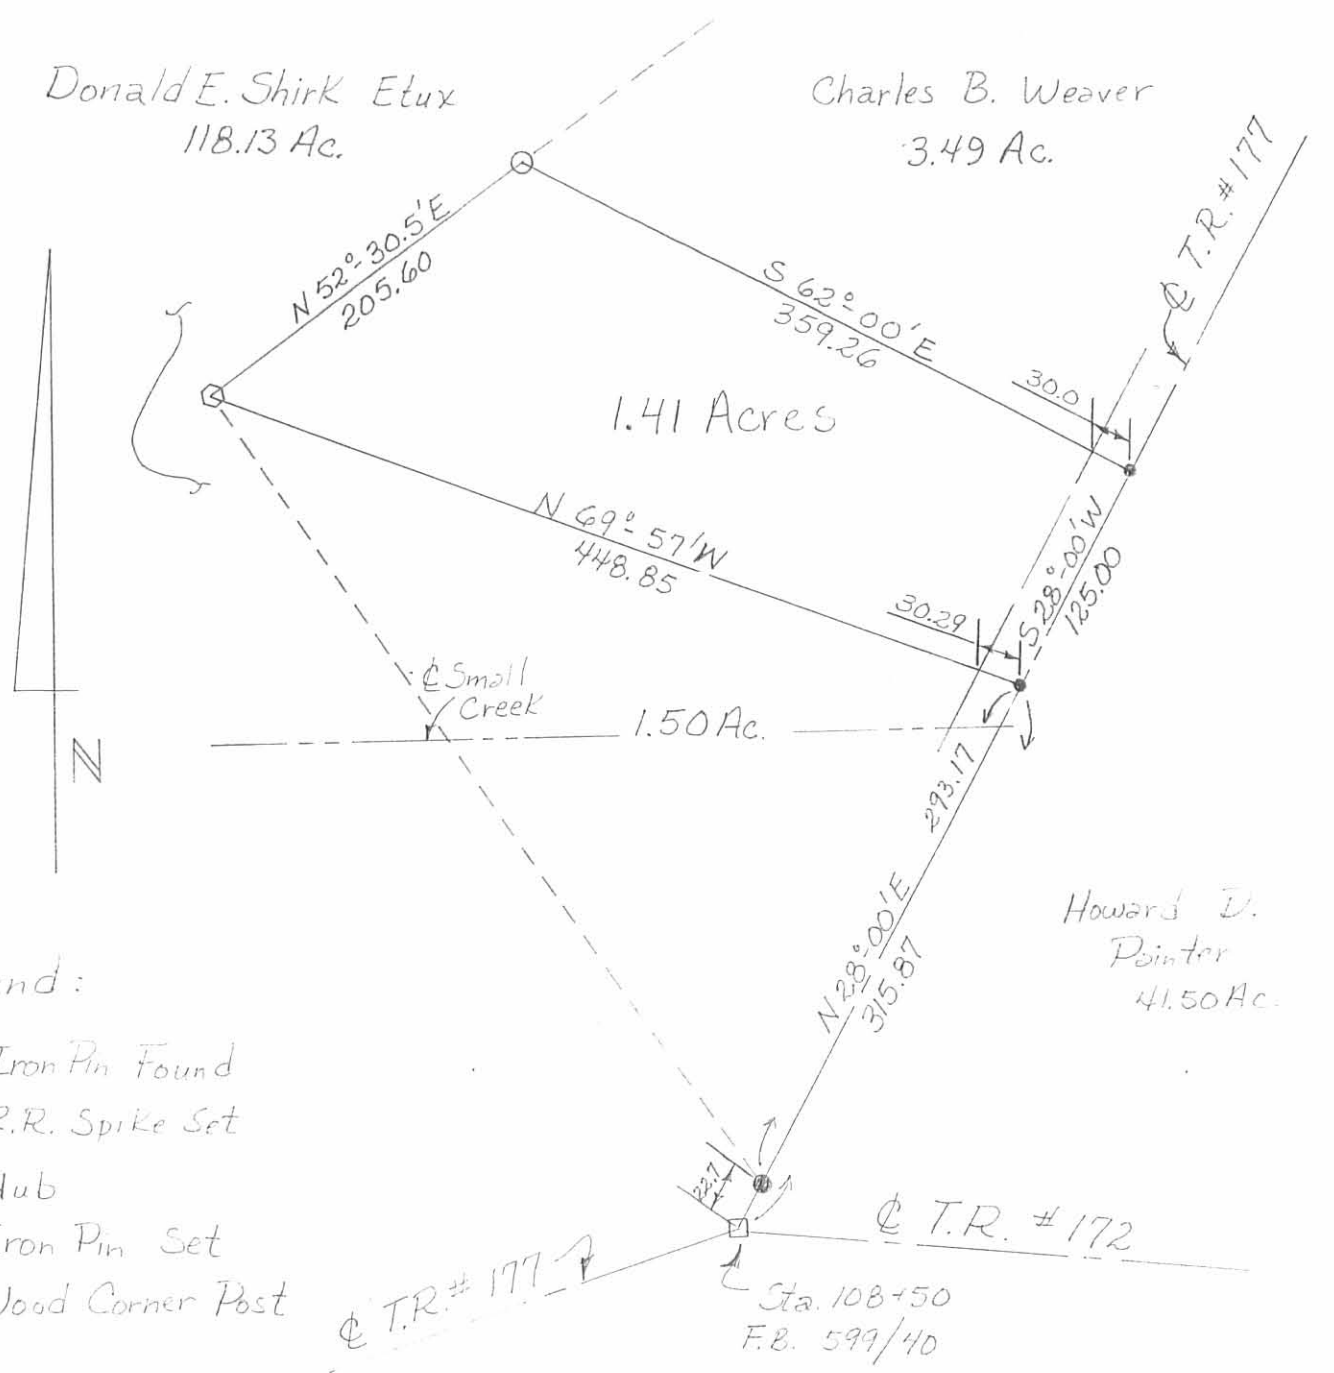 Donald E. Shirk Etux
118.13 Ac.
Charles B. Weaver
3.49 Ac.
℄ T.R. #177
N 52°-30.5'E
205.60
S 62°-00'E
359.26
30.0
1.41 Acres
N 69°-57'W
448.85
30.29
S 28°-00'W
125.00
℄ Small
Creek
1.50 Ac.
N
293.17
N 28°-00'E
315.87
Howard D.
Painter
41.50 Ac.
nd:
Iron Pin Found
R.R. Spike Set
Hub
Iron Pin Set
Wood Corner Post
22.7
℄ T.R. #172
℄ T.R. #177
Sta. 108+50
F.B. 599/40